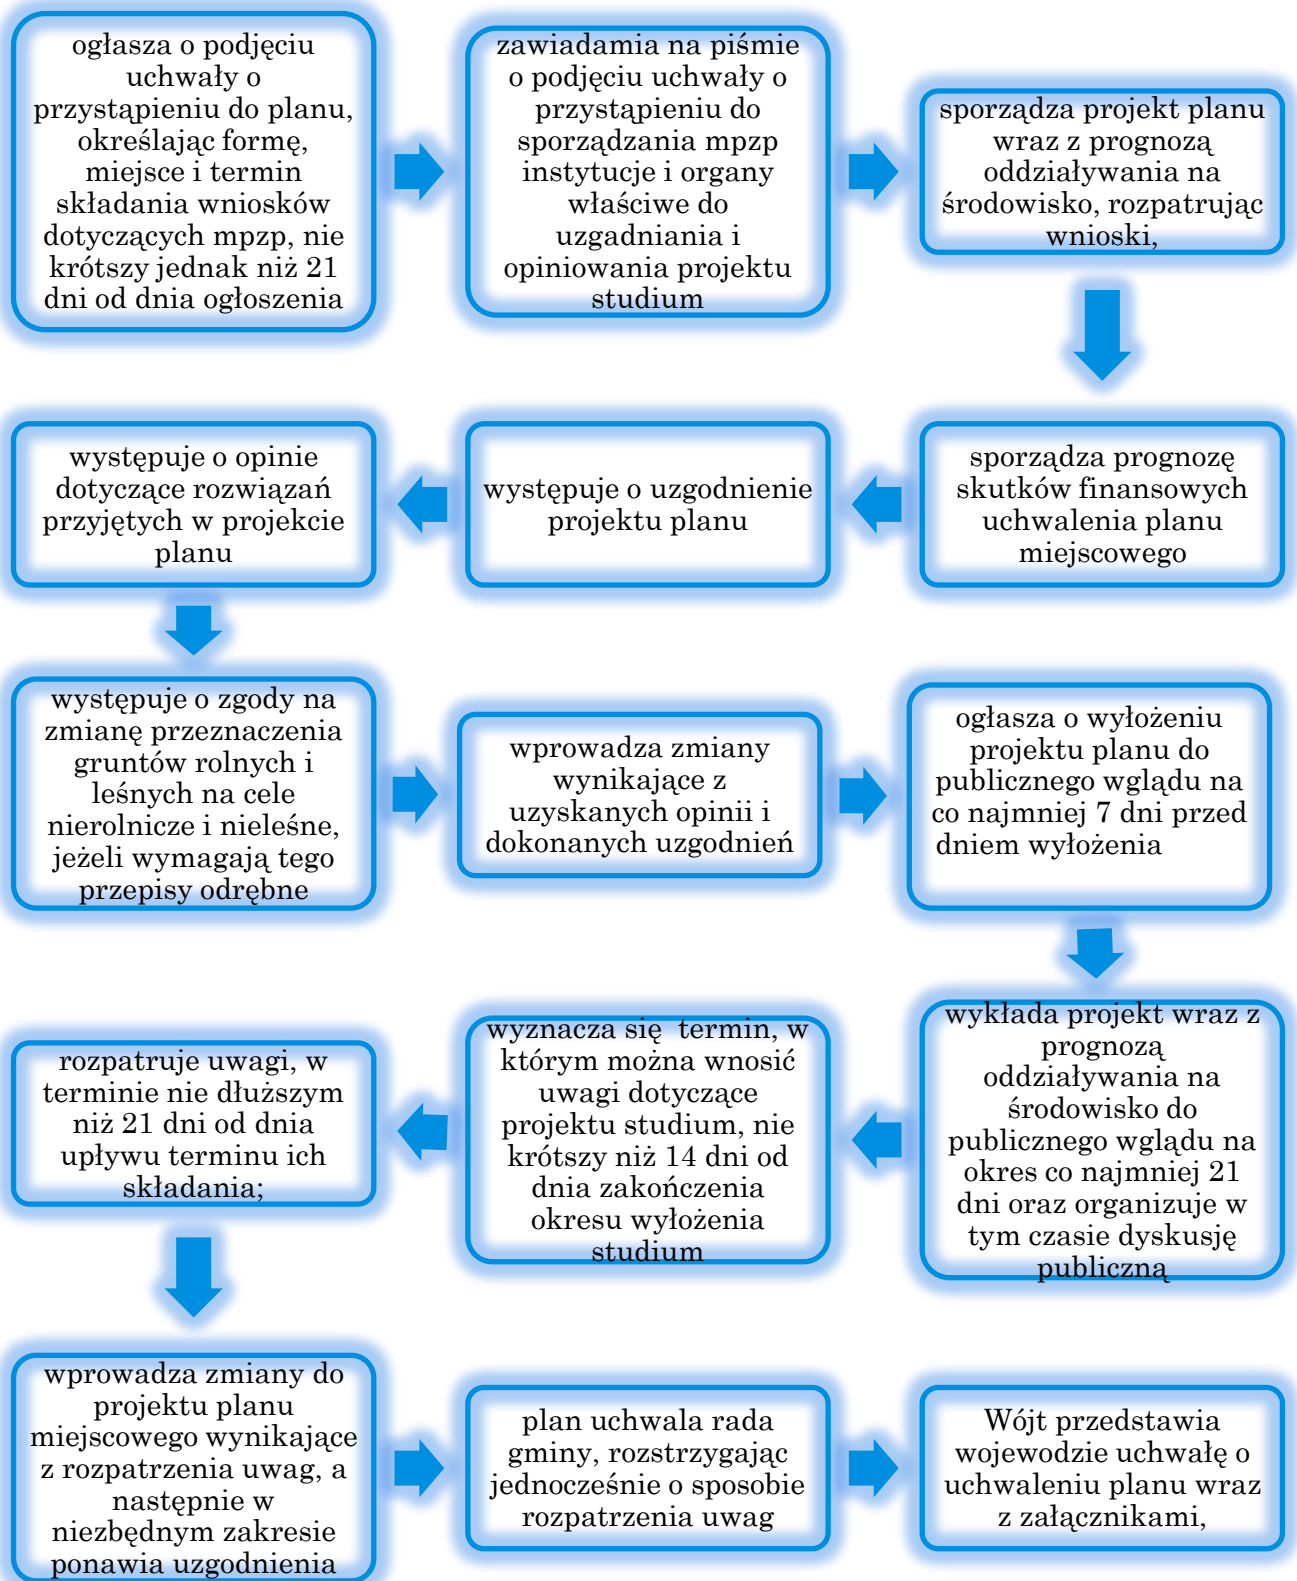 ogłasza o podjęciu
uchwały o
przystąpieniu do planu,
określając formę,
miejsce i termin
składania wniosków
dotyczących mpzp, nie
krótszy jednak niż 21
dni od dnia ogłoszenia
zawiadamia na piśmie
o podjęciu uchwały o
przystąpieniu do
sporządzania mpzp
instytucje i organy
właściwe do
uzgadniania i
opiniowania projektu
studium
sporządza projekt planu
wraz z prognozą
oddziaływania na
środowisko, rozpatrując
wnioski,
sporządza prognozę
skutków finansowych
uchwalenia planu
miejscowego
występuje o uzgodnienie
projektu planu
występuje o opinie
dotyczące rozwiązań
przyjętych w projekcie
planu
występuje o zgody na
zmianę przeznaczenia
gruntów rolnych i
leśnych na cele
nierolnicze i nieleśne,
jeżeli wymagają tego
przepisy odrębne
wprowadza zmiany
wynikające z
uzyskanych opinii i
dokonanych uzgodnień
ogłasza o wyłożeniu
projektu planu do
publicznego wglądu na
co najmniej 7 dni przed
dniem wyłożenia
wykłada projekt wraz z
prognozą
oddziaływania na
środowisko do
publicznego wglądu na
okres co najmniej 21
dni oraz organizuje w
tym czasie dyskusję
publiczną
wyznacza się  termin, w
którym można wnosić
uwagi dotyczące
projektu studium, nie
krótszy niż 14 dni od
dnia zakończenia
okresu wyłożenia
studium
rozpatruje uwagi, w
terminie nie dłuższym
niż 21 dni od dnia
upływu terminu ich
składania;
wprowadza zmiany do
projektu planu
miejscowego wynikające
z rozpatrzenia uwag, a
następnie w
niezbędnym zakresie
ponawia uzgodnienia
plan uchwala rada
gminy, rozstrzygając
jednocześnie o sposobie
rozpatrzenia uwag
Wójt przedstawia
wojewodzie uchwałę o
uchwaleniu planu wraz
z załącznikami,